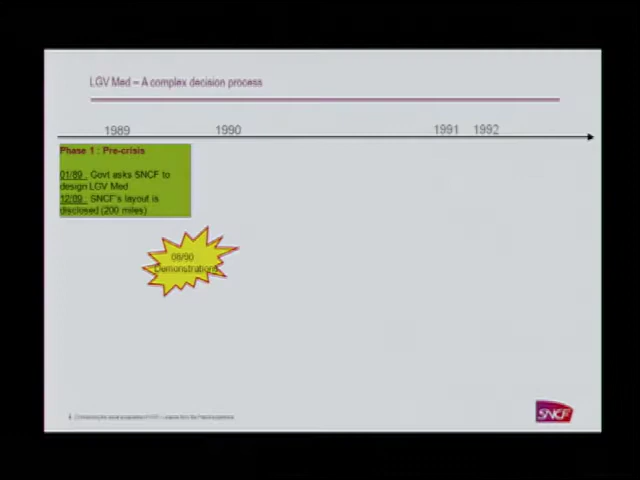 LGV Med – A complex decision process
1989 1990 1991 1992
Phase 1 : Pre-crisis
01/89 : Govt asks SNCF to
design LGV Med
12/89 : SNCF's layout is
disclosed (200 miles)
08/90
Demonstrations
SNCF